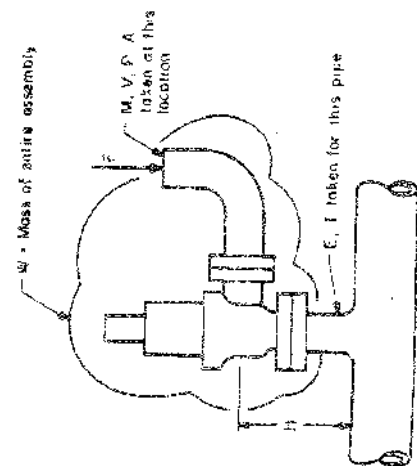 W = Mass of entire assembly
M, V, P, A
taken at this
location
F
E, I taken for this pipe
h